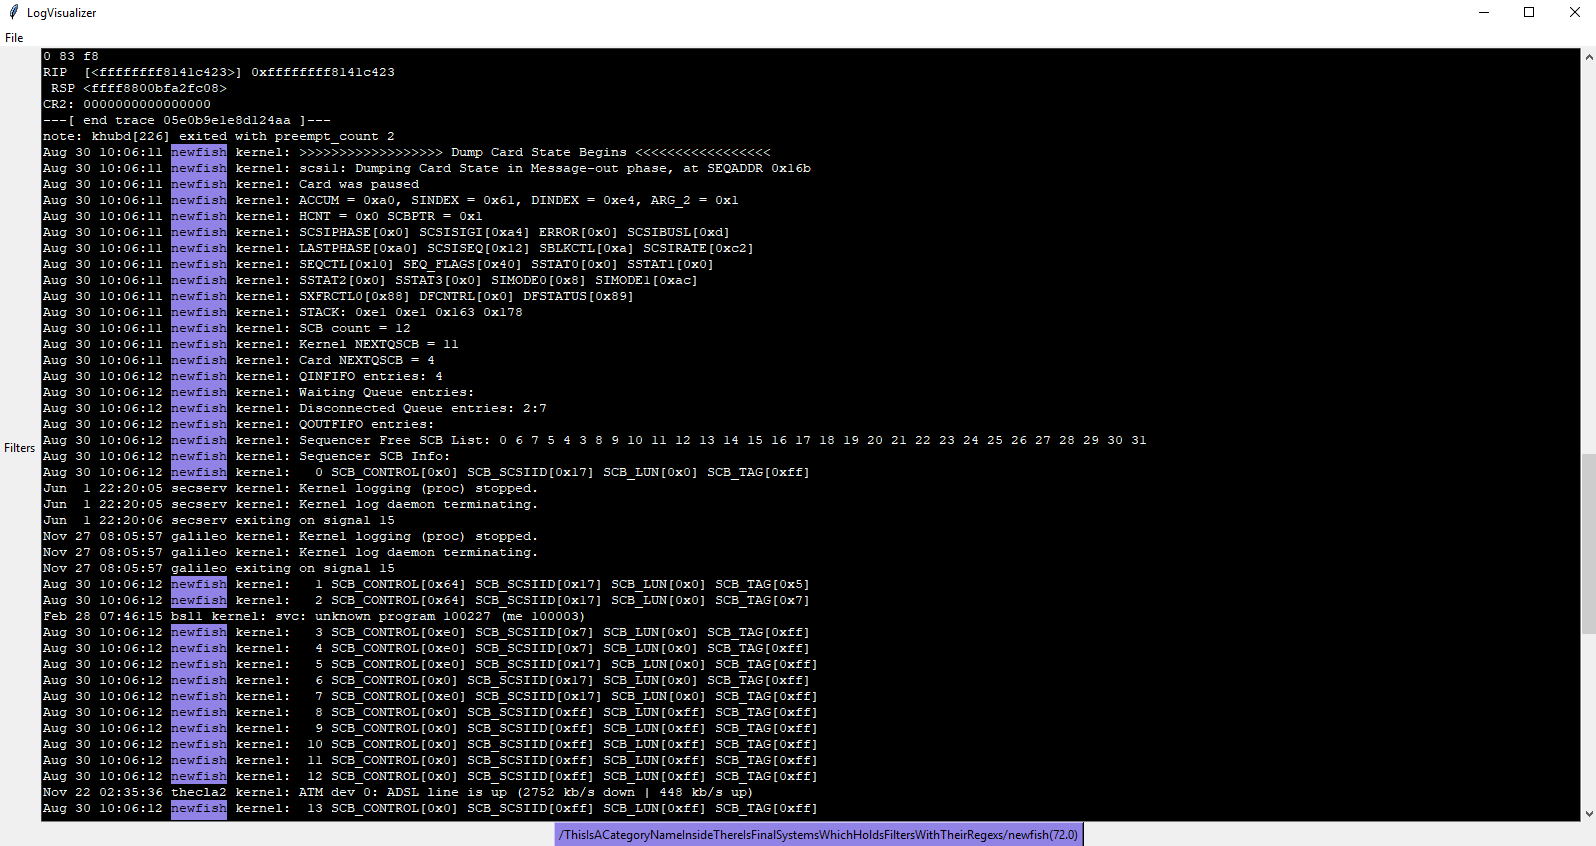 LogVisualizer
File
0 83 f8
RIP  [<ffffffff8141c423>] 0xffffffff8141c423
 RSP <ffff8800bfa2fc08>
CR2: 0000000000000000
---[ end trace 05e0b9e1e8d124aa ]---
note: khubd[226] exited with preempt_count 2
Aug 30 10:06:11 newfish kernel: >>>>>>>>>>>>>>>>>> Dump Card State Begins <<<<<<<<<<<<<<<<<
Aug 30 10:06:11 newfish kernel: scsi1: Dumping Card State in Message-out phase, at SEQADDR 0x16b
Aug 30 10:06:11 newfish kernel: Card was paused
Aug 30 10:06:11 newfish kernel: ACCUM = 0xa0, SINDEX = 0x61, DINDEX = 0xe4, ARG_2 = 0x1
Aug 30 10:06:11 newfish kernel: HCNT = 0x0 SCBPTR = 0x1
Aug 30 10:06:11 newfish kernel: SCSIPHASE[0x0] SCSISIGI[0xa4] ERROR[0x0] SCSIBUSL[0xd]
Aug 30 10:06:11 newfish kernel: LASTPHASE[0xa0] SCSISEQ[0x12] SBLKCTL[0xa] SCSIRATE[0xc2]
Aug 30 10:06:11 newfish kernel: SEQCTL[0x10] SEQ_FLAGS[0x40] SSTAT0[0x0] SSTAT1[0x0]
Aug 30 10:06:11 newfish kernel: SSTAT2[0x0] SSTAT3[0x0] SIMODE0[0x8] SIMODE1[0xac]
Aug 30 10:06:11 newfish kernel: SXFRCTL0[0x88] DFCNTRL[0x0] DFSTATUS[0x89]
Aug 30 10:06:11 newfish kernel: STACK: 0xe1 0xe1 0x163 0x178
Aug 30 10:06:11 newfish kernel: SCB count = 12
Aug 30 10:06:11 newfish kernel: Kernel NEXTQSCB = 11
Aug 30 10:06:11 newfish kernel: Card NEXTQSCB = 4
Aug 30 10:06:12 newfish kernel: QINFIFO entries: 4
Aug 30 10:06:12 newfish kernel: Waiting Queue entries:
Aug 30 10:06:12 newfish kernel: Disconnected Queue entries: 2:7
Aug 30 10:06:12 newfish kernel: QOUTFIFO entries:
Aug 30 10:06:12 newfish kernel: Sequencer Free SCB List: 0 6 7 5 4 3 8 9 10 11 12 13 14 15 16 17 18 19 20 21 22 23 24 25 26 27 28 29 30 31
Filters
Aug 30 10:06:12 newfish kernel: Sequencer SCB Info:
Aug 30 10:06:12 newfish kernel:   0 SCB_CONTROL[0x0] SCB_SCSIID[0x17] SCB_LUN[0x0] SCB_TAG[0xff]
Jun  1 22:20:05 secserv kernel: Kernel logging (proc) stopped.
Jun  1 22:20:05 secserv kernel: Kernel log daemon terminating.
Jun  1 22:20:06 secserv exiting on signal 15
Nov 27 08:05:57 galileo kernel: Kernel logging (proc) stopped.
Nov 27 08:05:57 galileo kernel: Kernel log daemon terminating.
Nov 27 08:05:57 galileo exiting on signal 15
Aug 30 10:06:12 newfish kernel:   1 SCB_CONTROL[0x64] SCB_SCSIID[0x17] SCB_LUN[0x0] SCB_TAG[0x5]
Aug 30 10:06:12 newfish kernel:   2 SCB_CONTROL[0x64] SCB_SCSIID[0x17] SCB_LUN[0x0] SCB_TAG[0x7]
Feb 28 07:46:15 bsl1 kernel: svc: unknown program 100227 (me 100003)
Aug 30 10:06:12 newfish kernel:   3 SCB_CONTROL[0xe0] SCB_SCSIID[0x7] SCB_LUN[0x0] SCB_TAG[0xff]
Aug 30 10:06:12 newfish kernel:   4 SCB_CONTROL[0xe0] SCB_SCSIID[0x7] SCB_LUN[0x0] SCB_TAG[0xff]
Aug 30 10:06:12 newfish kernel:   5 SCB_CONTROL[0xe0] SCB_SCSIID[0x17] SCB_LUN[0x0] SCB_TAG[0xff]
Aug 30 10:06:12 newfish kernel:   6 SCB_CONTROL[0x0] SCB_SCSIID[0x17] SCB_LUN[0x0] SCB_TAG[0xff]
Aug 30 10:06:12 newfish kernel:   7 SCB_CONTROL[0xe0] SCB_SCSIID[0x17] SCB_LUN[0x0] SCB_TAG[0xff]
Aug 30 10:06:12 newfish kernel:   8 SCB_CONTROL[0x0] SCB_SCSIID[0xff] SCB_LUN[0xff] SCB_TAG[0xff]
Aug 30 10:06:12 newfish kernel:   9 SCB_CONTROL[0x0] SCB_SCSIID[0xff] SCB_LUN[0xff] SCB_TAG[0xff]
Aug 30 10:06:12 newfish kernel:  10 SCB_CONTROL[0x0] SCB_SCSIID[0xff] SCB_LUN[0xff] SCB_TAG[0xff]
Aug 30 10:06:12 newfish kernel:  11 SCB_CONTROL[0x0] SCB_SCSIID[0xff] SCB_LUN[0xff] SCB_TAG[0xff]
Aug 30 10:06:12 newfish kernel:  12 SCB_CONTROL[0x0] SCB_SCSIID[0xff] SCB_LUN[0xff] SCB_TAG[0xff]
Nov 22 02:35:36 thecla2 kernel: ATM dev 0: ADSL line is up (2752 kb/s down | 448 kb/s up)
Aug 30 10:06:12 newfish kernel:  13 SCB_CONTROL[0x0] SCB_SCSIID[0xff] SCB_LUN[0xff] SCB_TAG[0xff]
/ThisIsACategoryNameInsideThereIsFinalSystemsWhichHoldsFiltersWithTheirRegexs/newfish(72.0)